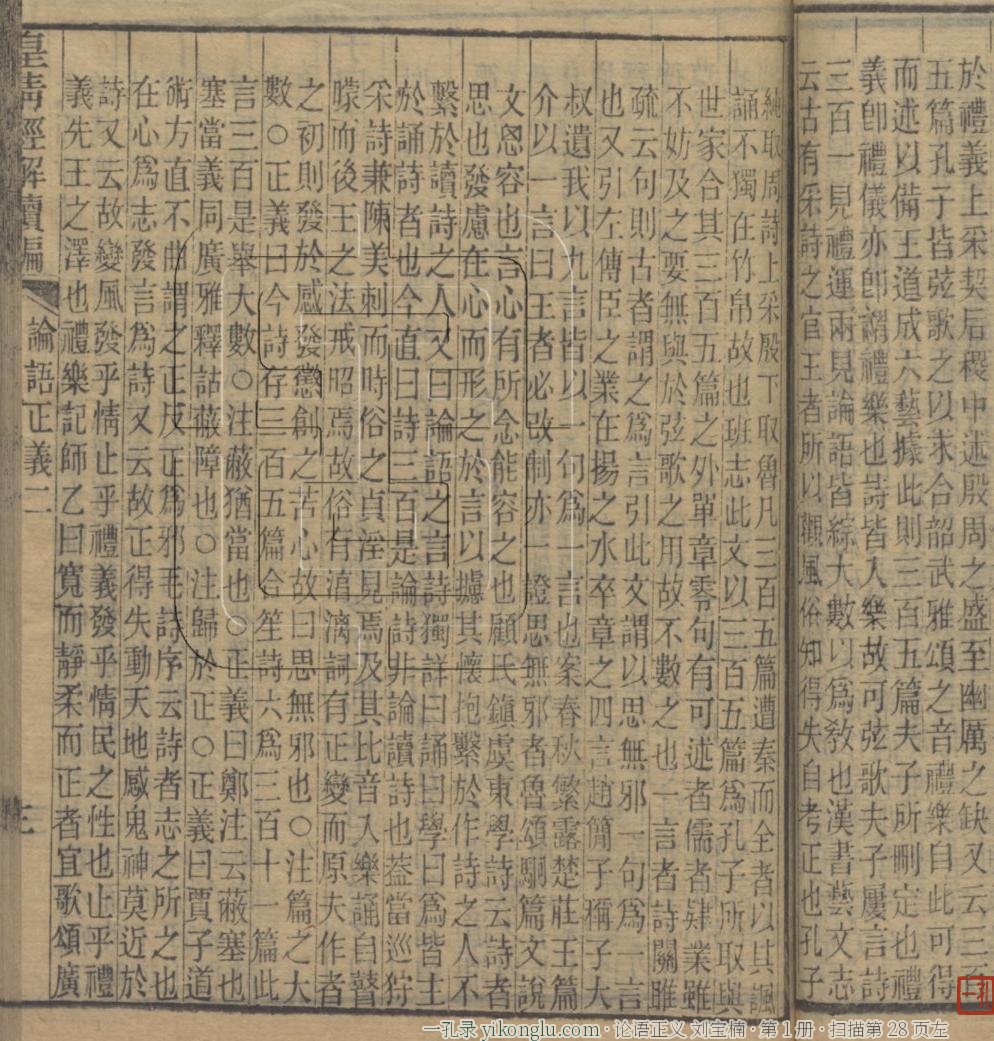 於禮義上采契后稷中述殷周之盛至幽厲之缺又云三百
五篇孔子皆弦歌之以求合韶武雅頌之音禮樂自此可得
而述以備王道成六藝據此則三百五篇夫子所刪定也禮
義卽禮儀亦卽謂禮樂也詩皆入樂故可弦歌夫子屢言詩
三百一見禮運兩見論語皆綜大數以爲教也漢書藝文志
云古有采詩之官王者所以觀風俗知得失自考正也孔子
純取周詩上采殷下取魯凡三百五篇遭秦而全者以其諷
誦不獨在竹帛故也班志此文以三百五篇爲孔子所取與
世家合其三百五篇之外單章零句有可述者儒者肄業雖
不妨及之要無與於弦歌之用故不數之也一言者詩關雎
疏云句則古者謂之爲言引此文謂以思無邪一句爲一言
也又引左傳臣之業在揚之水卒章之四言趙簡子稱子大
叔遺我以九言皆以一句爲一言也案春秋繁露楚莊王篇
介以一言曰王者必改制亦一證思無邪者魯頌駉篇文說
文恖容也言心有所念能容之也顧氏鎮虞東學詩云詩者
思也發慮在心而形之於言以攄其懷抱繫於作詩之人不
繫於讀詩之人又曰論語之言詩獨詳曰誦曰學曰爲皆主
於誦詩者也今直曰詩三百是論詩非論讀詩也葢當巡狩
采詩兼陳美刺而時俗之貞淫見焉及其比音入樂誦自瞽
矇而後王之法戒昭焉故俗有淳漓詞有正變而原夫作者
之初則發於感發懲創之苦心故曰思無邪也○注篇之大
數○正義曰今詩存三百五篇合笙詩六爲三百十一篇此
言三百是舉大數○注蔽猶當也○正義曰鄭注云蔽塞也
塞當義同廣雅釋詁蔽障也○注歸於正○正義曰賈子道
術方直不曲謂之正反正爲邪毛詩序云詩者志之所之也
在心爲志發言爲詩又云故正得失動天地感鬼神莫近於
詩又云故變風發乎情止乎禮義發乎情民之性也止乎禮
義先王之澤也禮樂記師乙曰寬而靜柔而正者宜歌頌廣
皇清經解續編 論語正義二 三
一孔录 yikonglu.com · 论语正义 刘宝楠 · 第1册 · 扫描第 28 页左